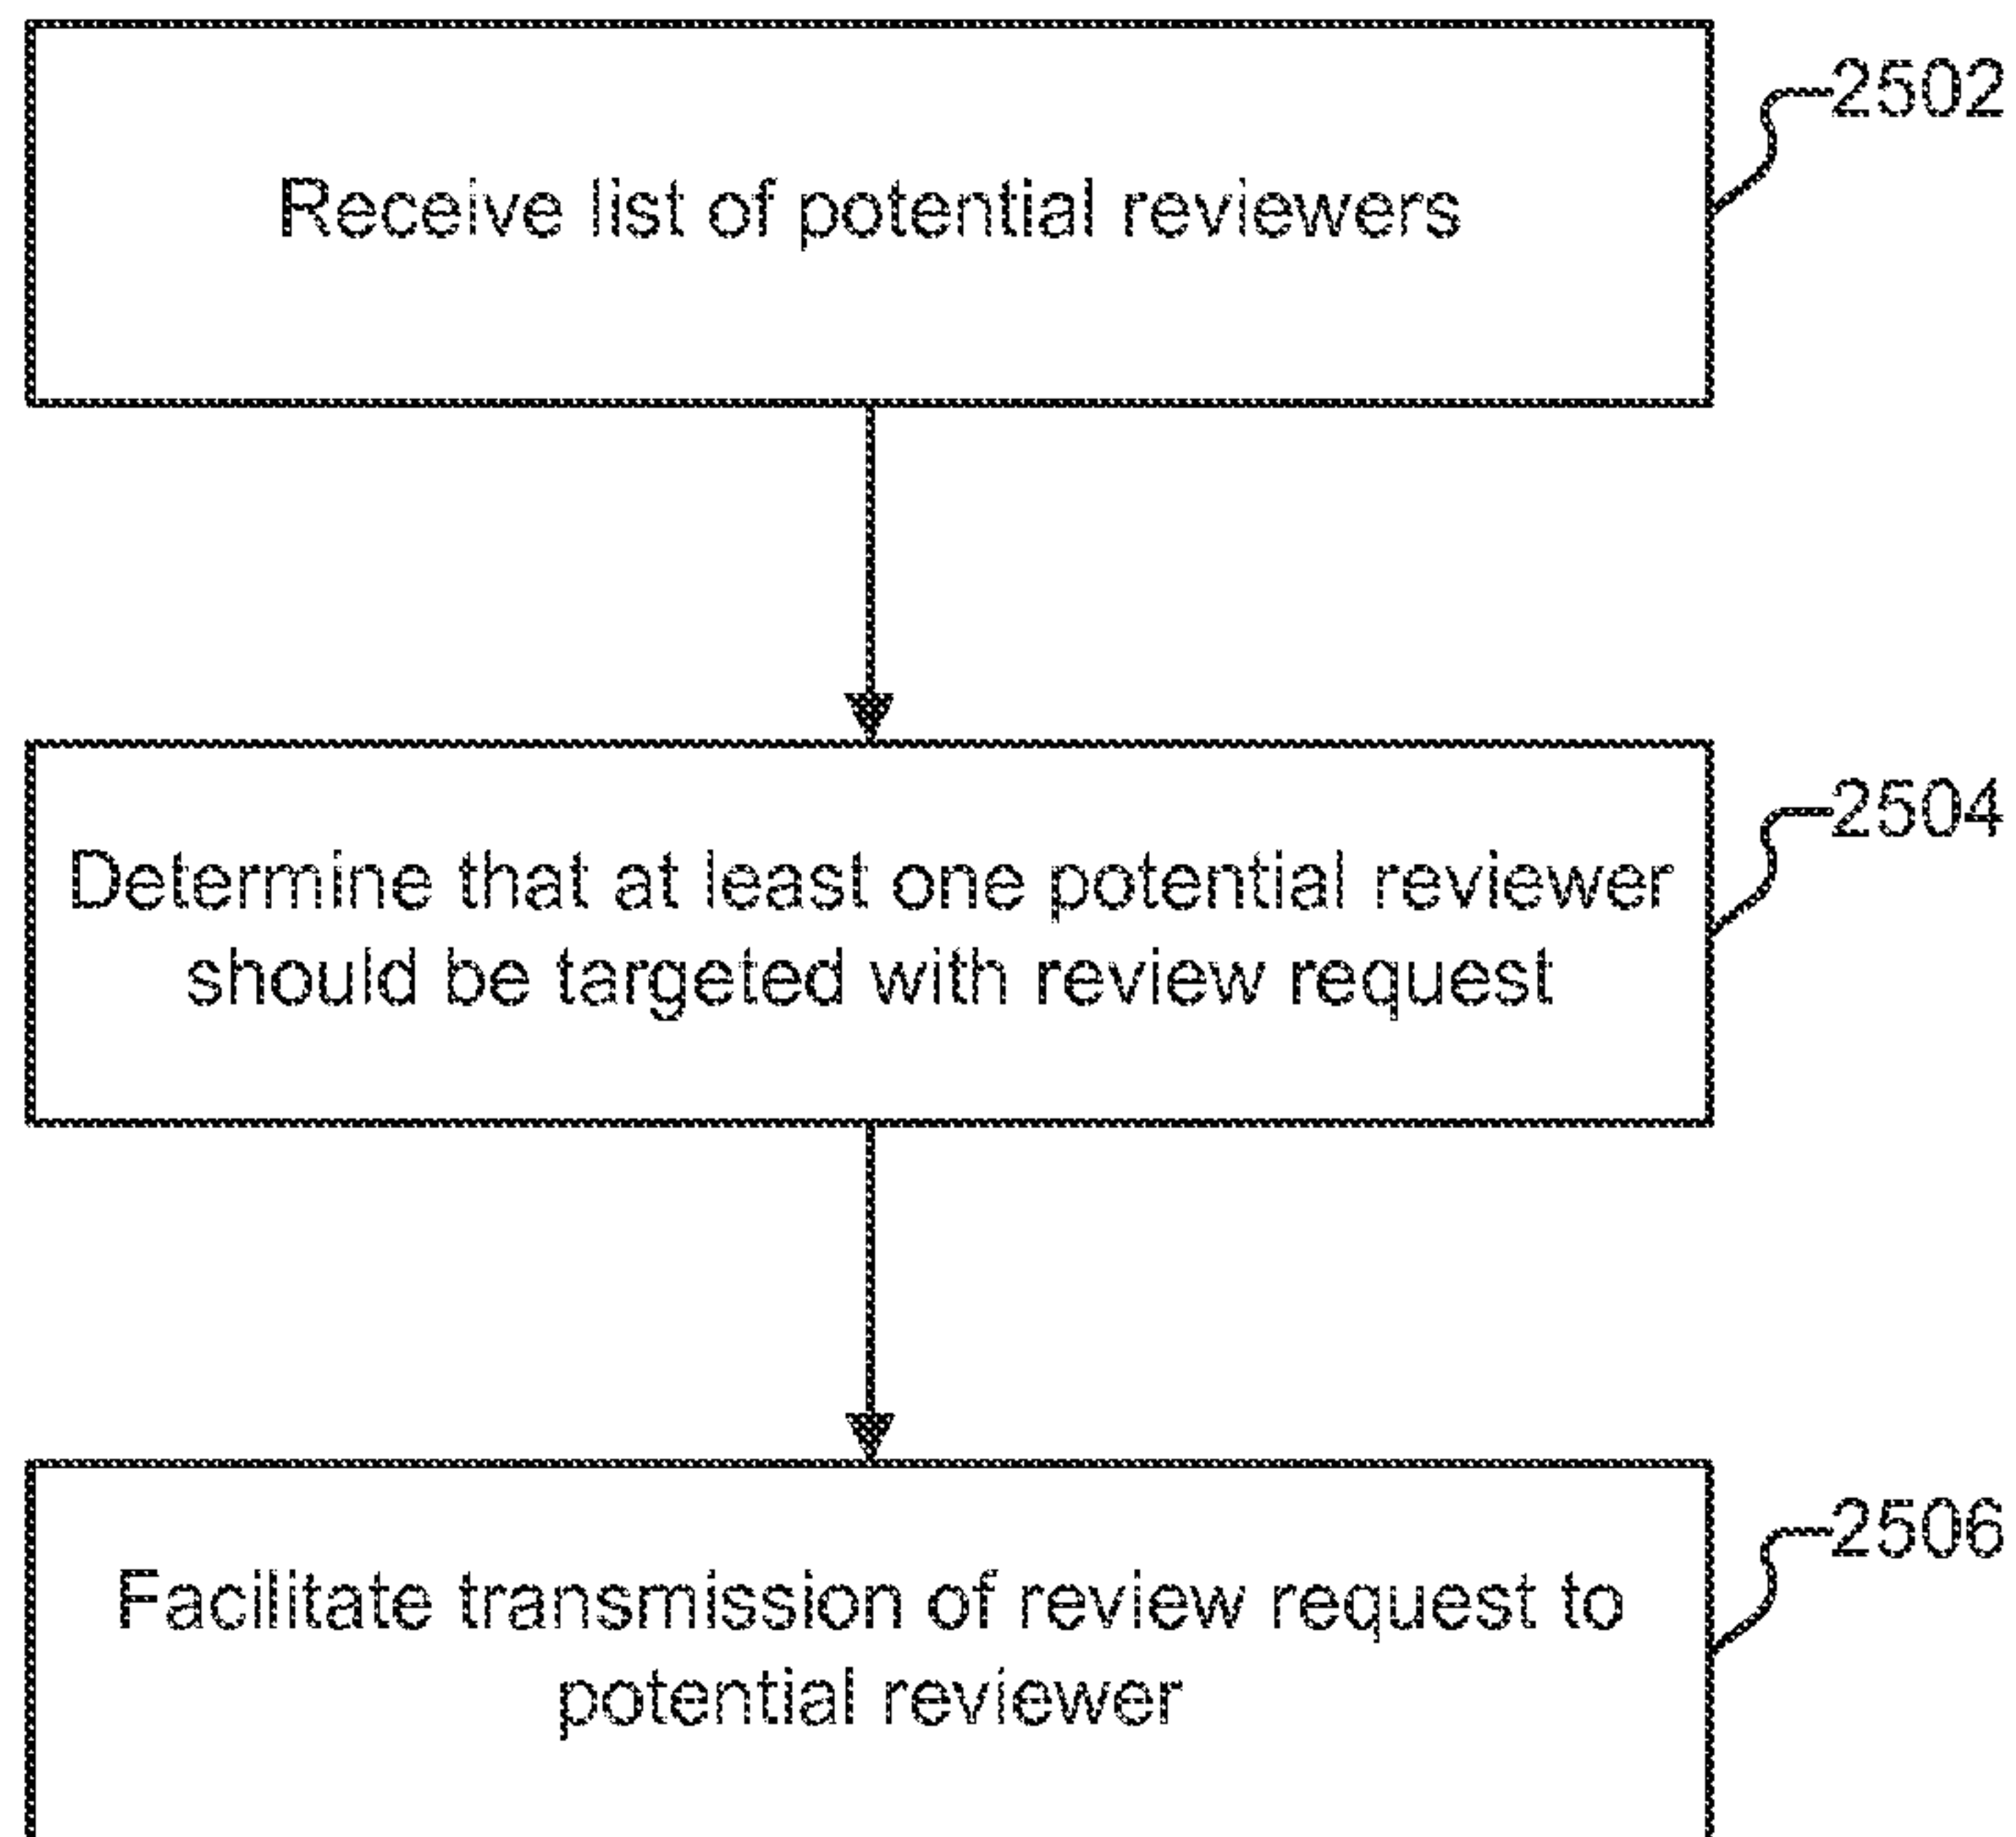 2502
Receive list of potential reviewers
2504
Determine that at least one potential reviewer
should be targeted with review request
2506
Facilitate transmission of review request to
potential reviewer